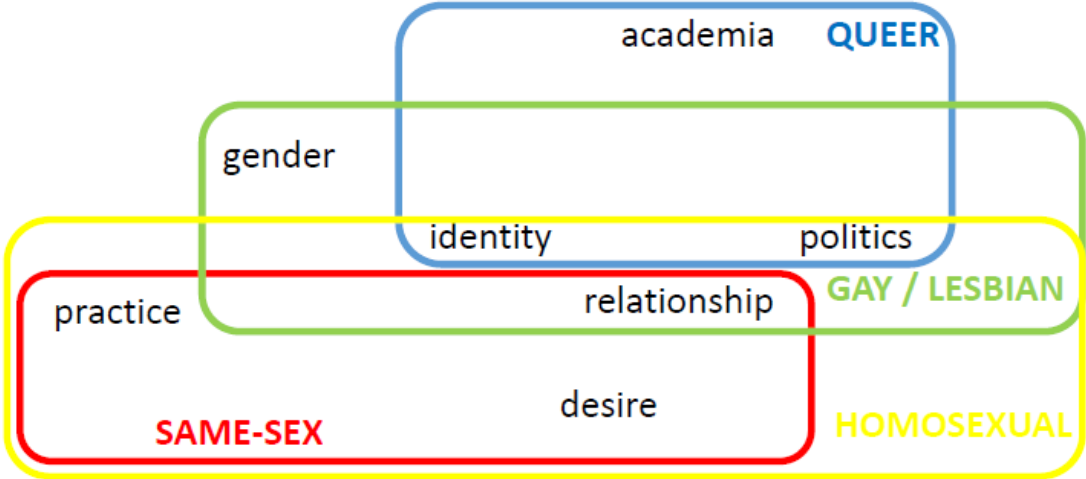 academia QUEER
gender
identity politics
GAY / LESBIAN
relationship
practice
desire
SAME-SEX
HOMOSEXUAL